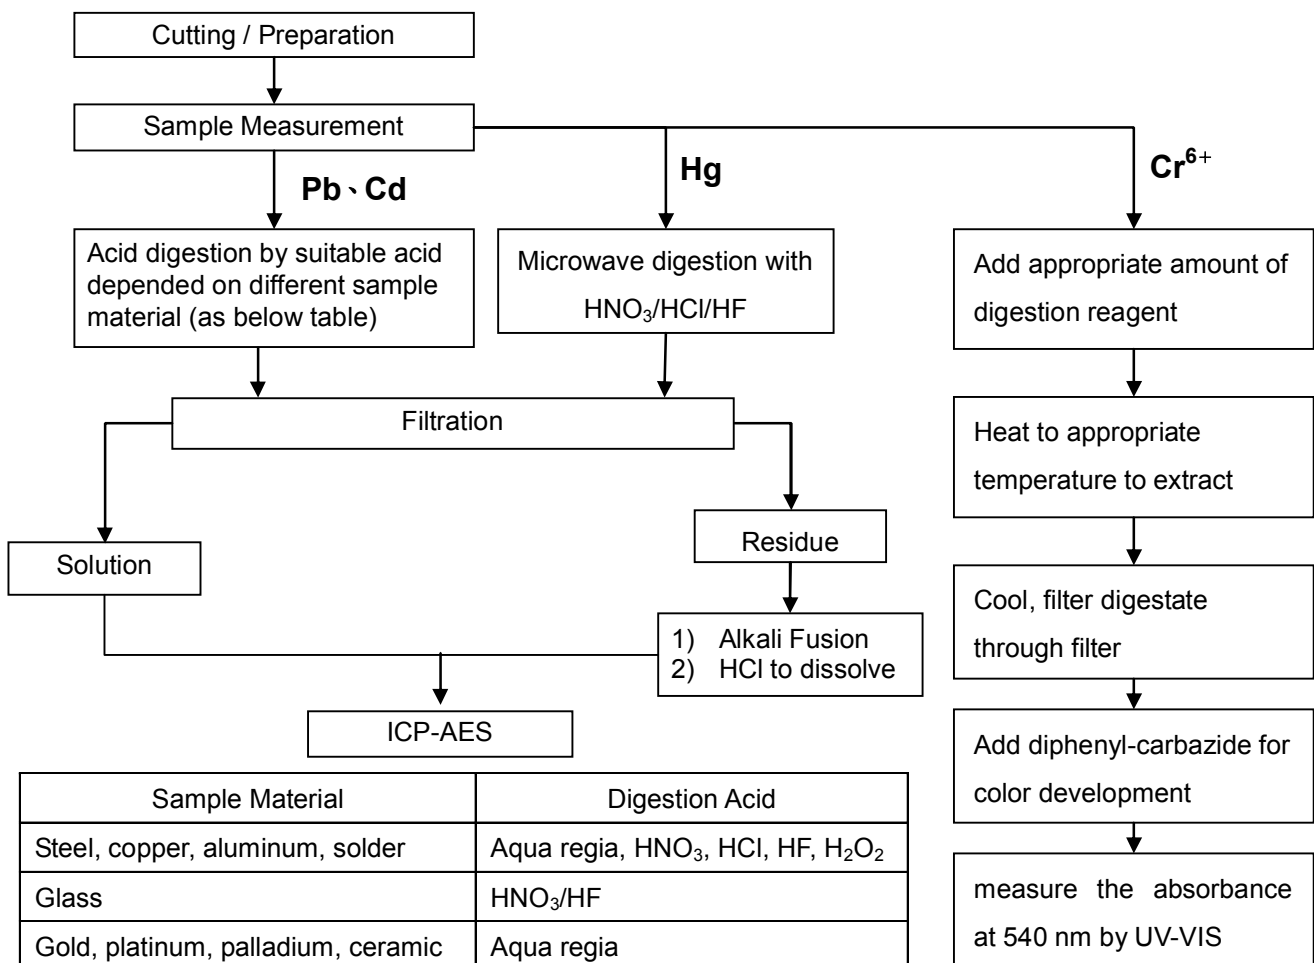 Cutting / Preparation
Sample Measurement
Pb、Cd
Hg
Cr⁶⁺
Acid digestion by suitable acid
depended on different sample
material (as below table)
Microwave digestion with
HNO₃/HCl/HF
Add appropriate amount of
digestion reagent
Filtration
Heat to appropriate
temperature to extract
Solution
Residue
1) Alkali Fusion
2) HCl to dissolve
Cool, filter digestate
through filter
ICP-AES
Add diphenyl-carbazide for
color development
measure the absorbance
at 540 nm by UV-VIS
Sample Material Digestion Acid
Steel, copper, aluminum, solder Aqua regia, HNO₃, HCl, HF, H₂O₂
Glass HNO₃/HF
Gold, platinum, palladium, ceramic Aqua regia